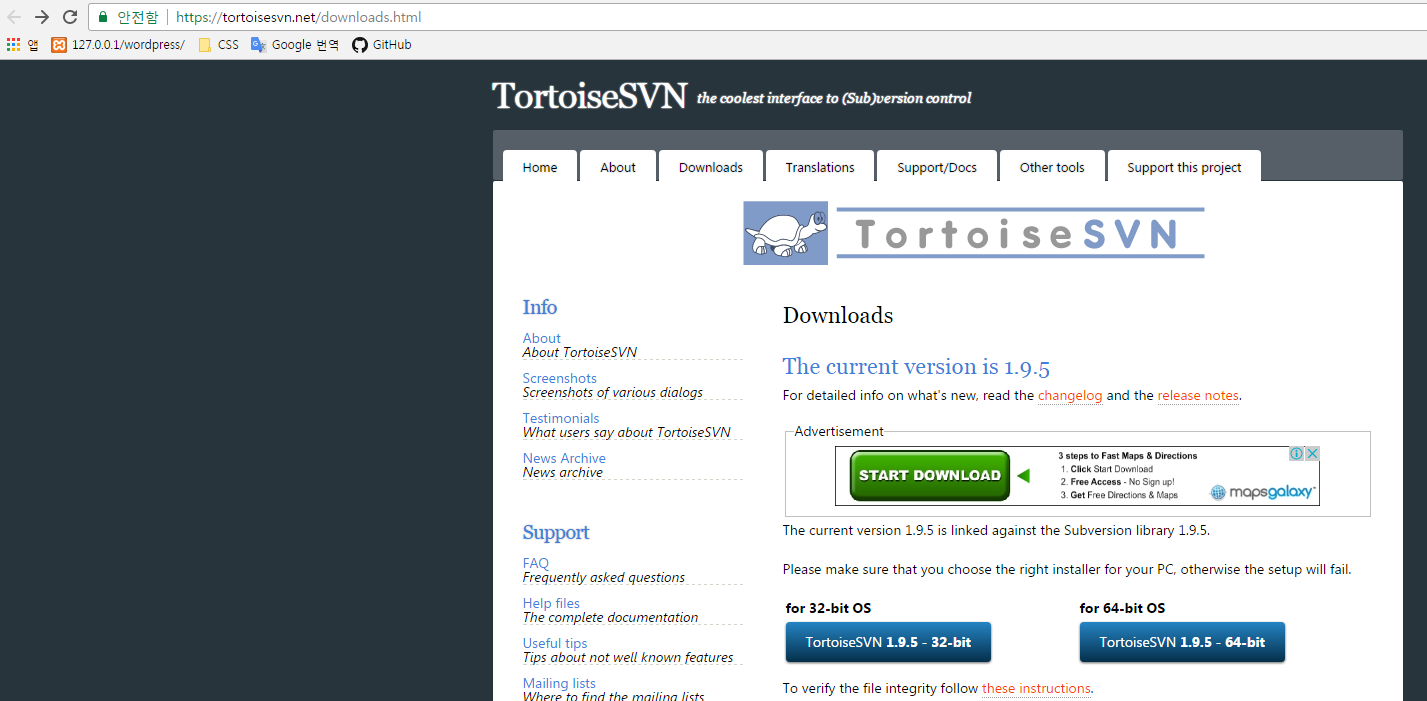 안전함 https://tortoisesvn.net/downloads.html
앱 127.0.0.1/wordpress/ CSS Google 번역 GitHub
TortoiseSVN the coolest interface to (Sub)version control
Home About Downloads Translations Support/Docs Other tools Support this project
TortoiseSVN
Info
About
About TortoiseSVN
Screenshots
Screenshots of various dialogs
Testimonials
What users say about TortoiseSVN
News Archive
News archive
Support
FAQ
Frequently asked questions
Help files
The complete documentation
Useful tips
Tips about not well known features
Mailing lists
Where to find the mailing lists
Downloads
The current version is 1.9.5
For detailed info on what's new, read the changelog and the release notes.
Advertisement
START DOWNLOAD
3 steps to Fast Maps & Directions
1. Click Start Download
2. Free Access - No Sign up!
3. Get Free Directions & Maps
mapsgalaxy
The current version 1.9.5 is linked against the Subversion library 1.9.5.
Please make sure that you choose the right installer for your PC, otherwise the setup will fail.
for 32-bit OS
TortoiseSVN 1.9.5 - 32-bit
for 64-bit OS
TortoiseSVN 1.9.5 - 64-bit
To verify the file integrity follow these instructions.